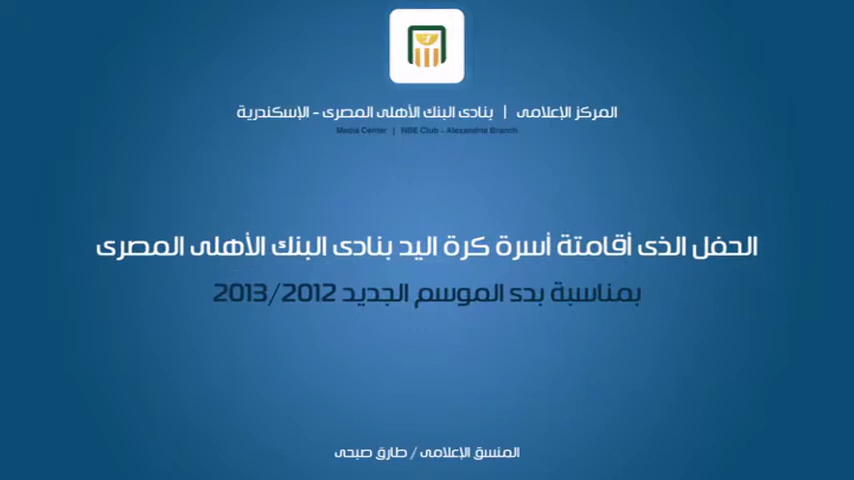 المركز الإعلامى | بنادى البنك الأهلى المصرى - الإسكندرية
Media Center | NBE Club - Alexandria Branch
الحفل الذى أقامتة أسرة كرة اليد بنادى البنك الأهلى المصرى
بمناسبة بدى الموسم الجديد 2013/2012
المنسق الإعلامى / طارق صبحى